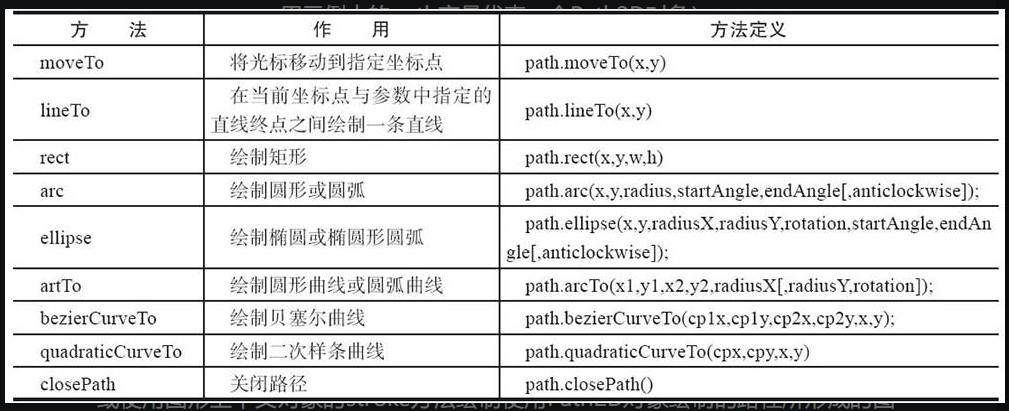 方 法 作 用 方法定义
moveTo 将光标移动到指定坐标点 path.moveTo(x,y)
lineTo 在当前坐标点与参数中指定的直线终点之间绘制一条直线 path.lineTo(x,y)
rect 绘制矩形 path.rect(x,y,w,h)
arc 绘制圆形或圆弧 path.arc(x,y,radius,startAngle,endAngle[,anticlockwise]);
ellipse 绘制椭圆或椭圆形圆弧 path.ellipse(x,y,radiusX,radiusY,rotation,startAngle,endAngle[,anticlockwise]);
artTo 绘制圆形曲线或圆弧曲线 path.arcTo(x1,y1,x2,y2,radiusX[,radiusY,rotation]);
bezierCurveTo 绘制贝塞尔曲线 path.bezierCurveTo(cp1x,cp1y,cp2x,cp2y,x,y);
quadraticCurveTo 绘制二次样条曲线 path.quadraticCurveTo(cpx,cpy,x,y)
closePath 关闭路径 path.closePath()